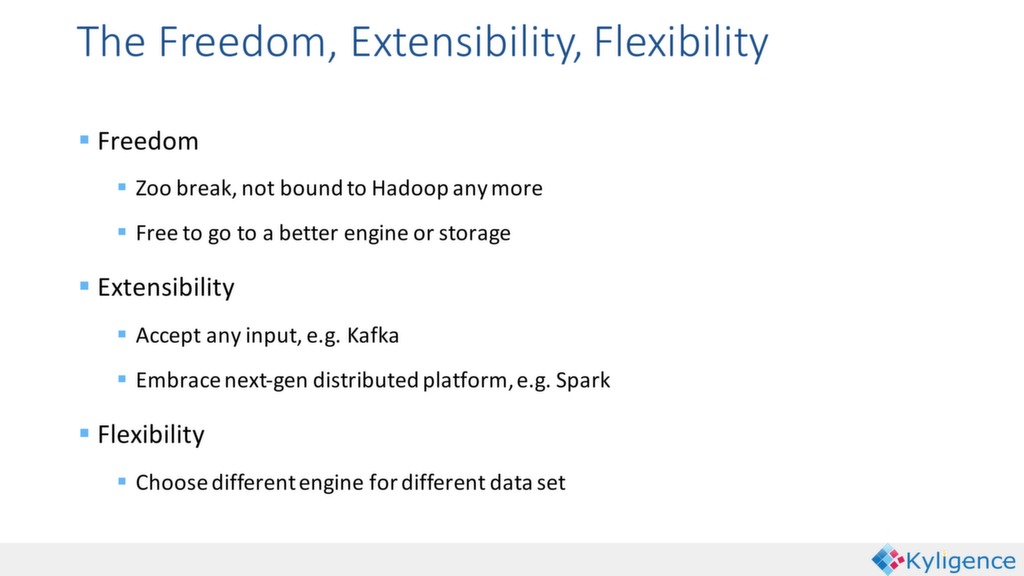 The Freedom, Extensibility, Flexibility
Freedom
Zoo break, not bound to Hadoop any more
Free to go to a better engine or storage
Extensibility
Accept any input, e.g. Kafka
Embrace next-gen distributed platform, e.g. Spark
Flexibility
Choose different engine for different data set
Kyligence